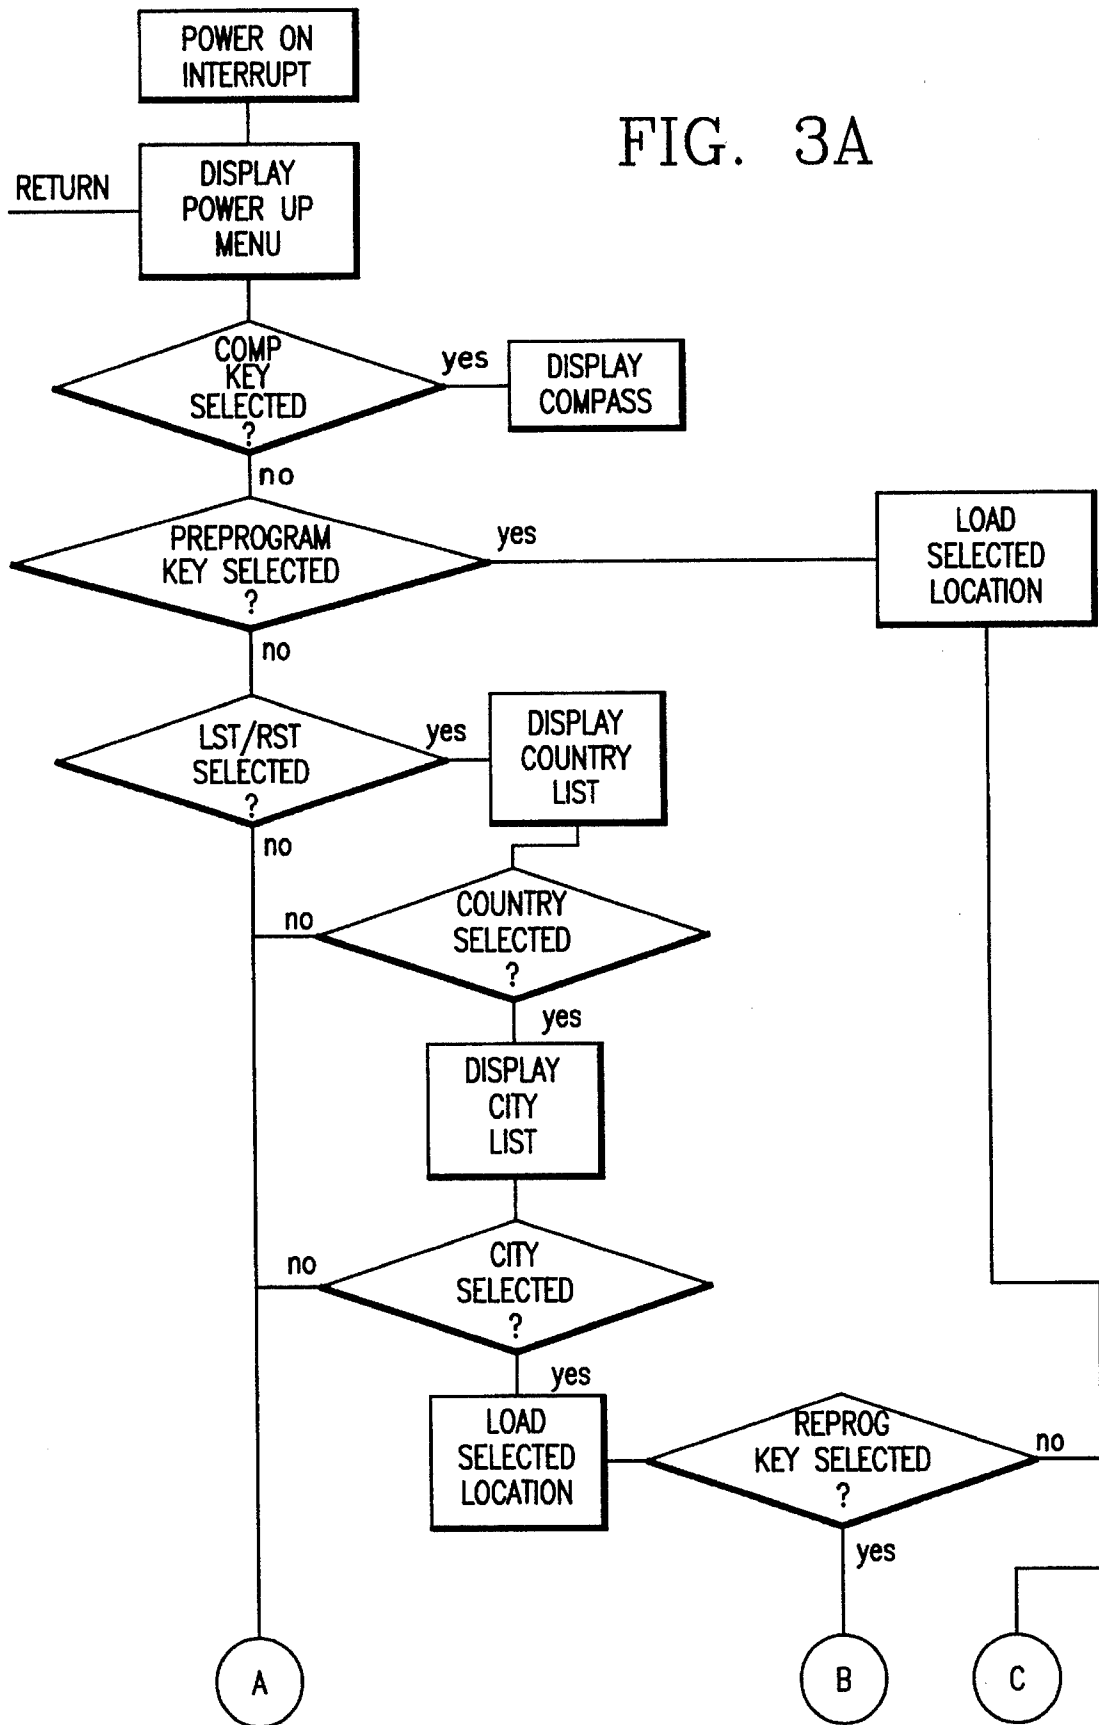 POWER ON
INTERRUPT
FIG. 3A
RETURN
DISPLAY
POWER UP
MENU
COMP
KEY
SELECTED
?
yes
DISPLAY
COMPASS
no
PREPROGRAM
KEY SELECTED
?
yes
LOAD
SELECTED
LOCATION
no
LST/RST
SELECTED
?
yes
DISPLAY
COUNTRY
LIST
no
COUNTRY
SELECTED
?
no
yes
DISPLAY
CITY
LIST
CITY
SELECTED
?
no
yes
LOAD
SELECTED
LOCATION
REPROG
KEY SELECTED
?
no
yes
A
B
C